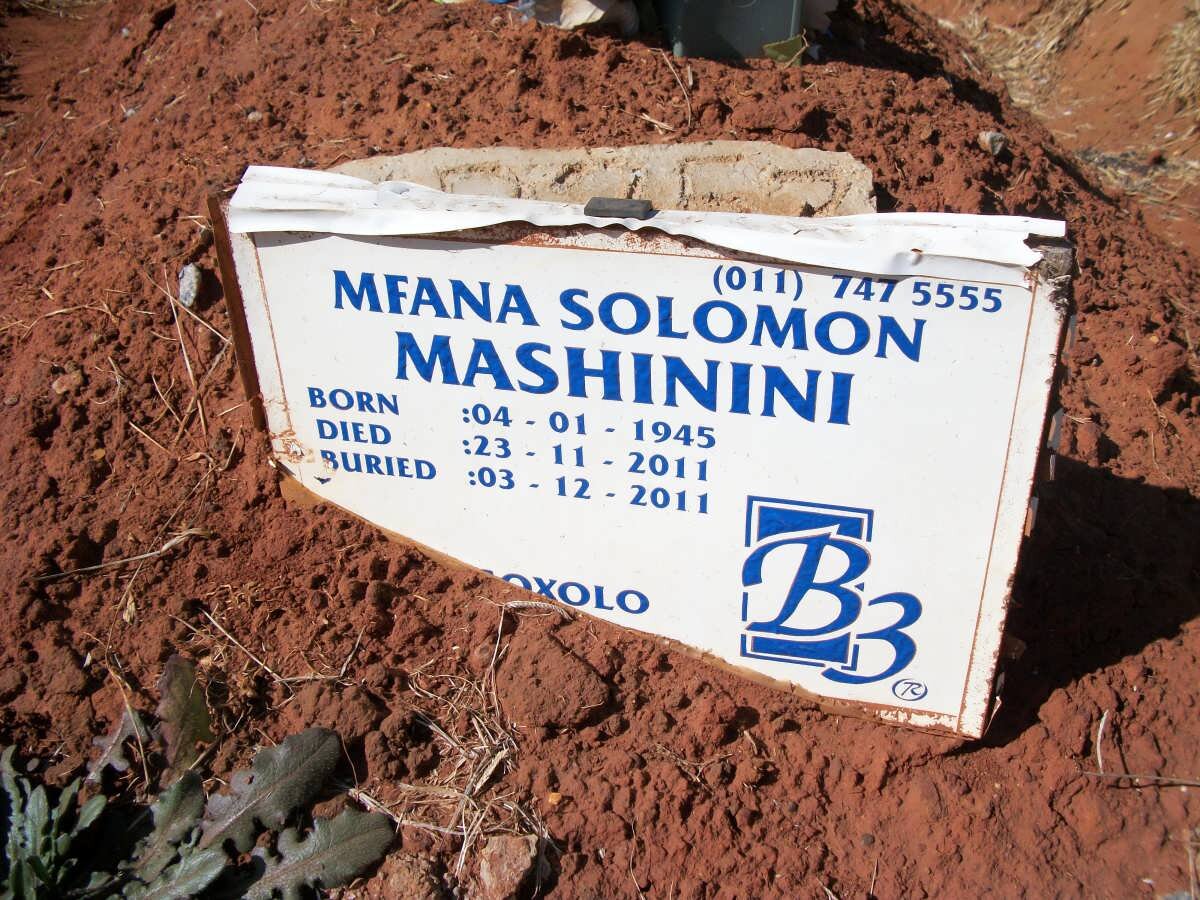 (011) 747 5555
MFANA SOLOMON
MASHININI
BORN :04 - 01 - 1945
DIED :23 - 11 - 2011
BURIED :03 - 12 - 2011
B3
R